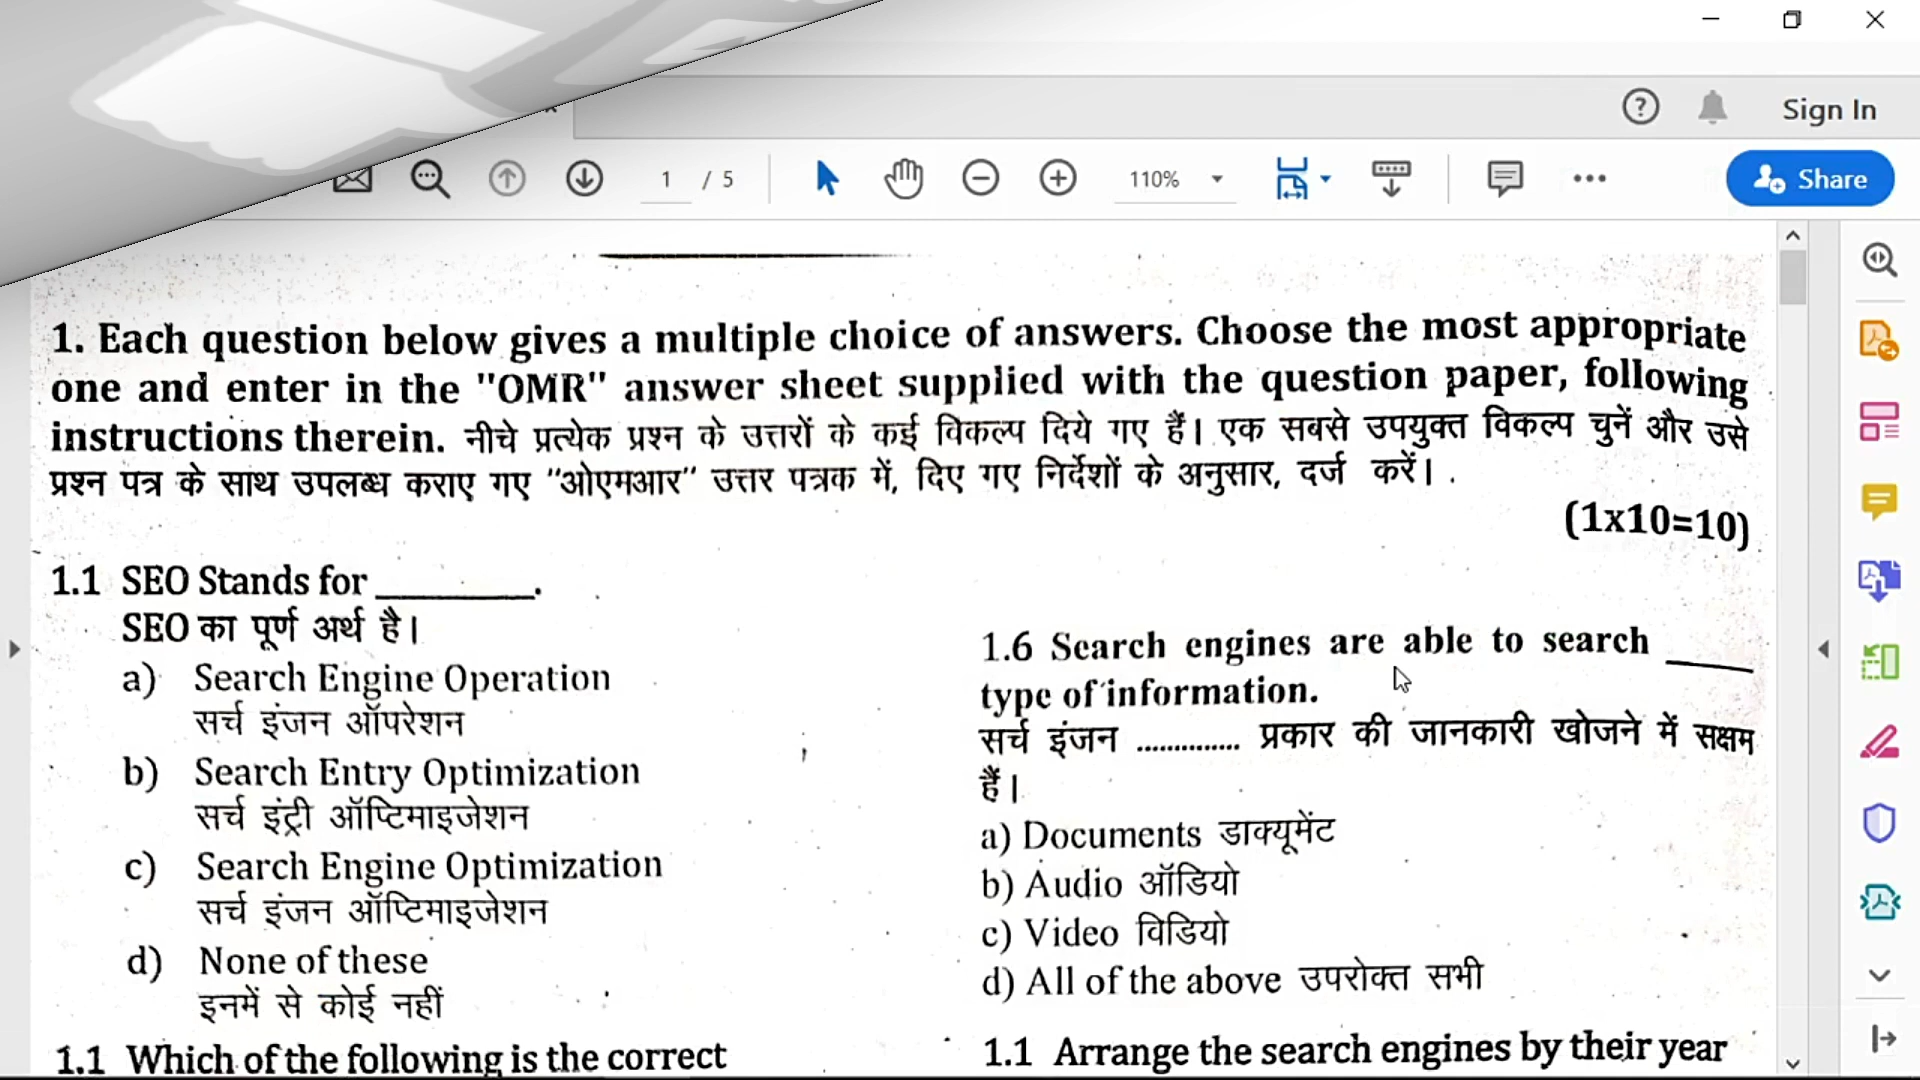 Sign In
1 / 5
110%
Share
1. Each question below gives a multiple choice of answers. Choose the most appropriate
one and enter in the "OMR" answer sheet supplied with the question paper, following
instructions therein. नीचे प्रत्येक प्रश्न के उत्तरों के कई विकल्प दिये गए हैं। एक सबसे उपयुक्त विकल्प चुनें और उसे
प्रश्न पत्र के साथ उपलब्ध कराए गए "ओएमआर" उत्तर पत्रक में, दिए गए निर्देशों के अनुसार, दर्ज करें।
(1x10=10)
1.1 SEO Stands for ________.
SEO का पूर्ण अर्थ है।
a) Search Engine Operation
सर्च इंजन ऑपरेशन
b) Search Entry Optimization
सर्च इंट्री ऑप्टिमाइजेशन
c) Search Engine Optimization
सर्च इंजन ऑप्टिमाइजेशन
d) None of these
इनमें से कोई नहीं
1.1 Which of the following is the correct
1.6 Search engines are able to search ____
type of information.
सर्च इंजन .............. प्रकार की जानकारी खोजने में सक्षम
हैं।
a) Documents डाक्यूमेंट
b) Audio ऑडियो
c) Video विडियो
d) All of the above उपरोक्त सभी
1.1 Arrange the search engines by their year